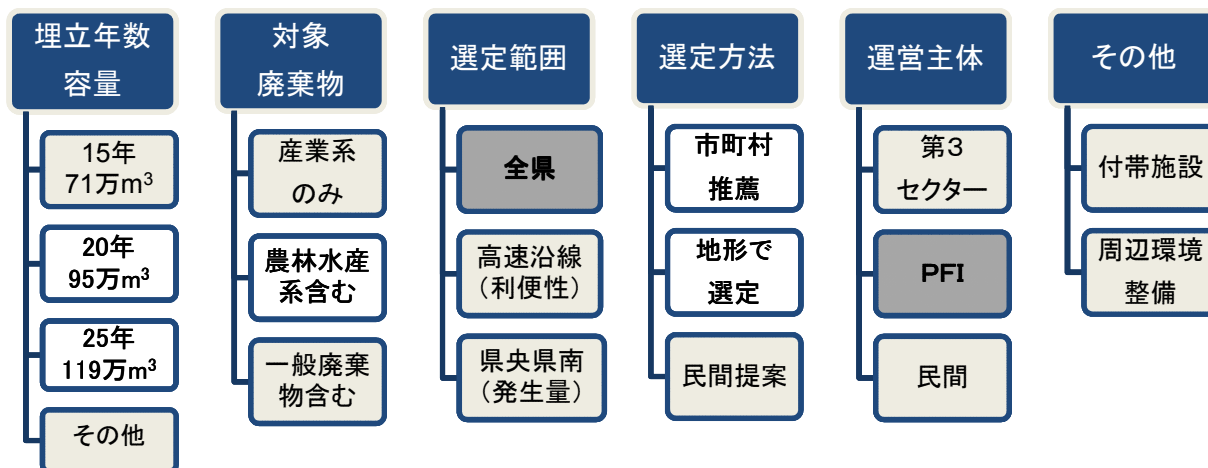 埋立年数
容量
15年
71万m³
20年
95万m³
25年
119万m³
その他
対象
廃棄物
産業系
のみ
農林水産
系含む
一般廃棄
物含む
選定範囲
全県
高速沿線
（利便性）
県央県南
（発生量）
選定方法
市町村
推薦
地形で
選定
民間提案
運営主体
第3
セクター
PFI
民間
その他
付帯施設
周辺環境
整備